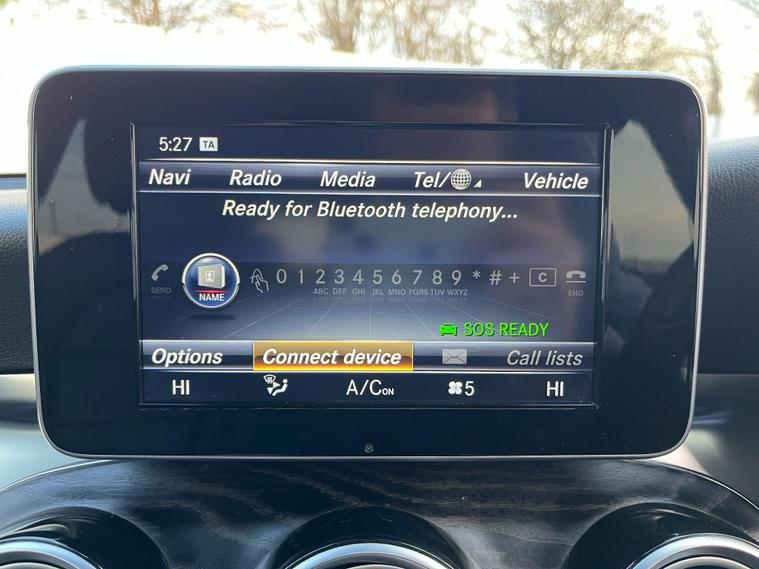 5:27 TA
Navi Radio Media Tel/ Vehicle
Ready for Bluetooth telephony...
SEND NAME 0 1 2 3 4 5 6 7 8 9 * # + C END
ABC DEF GHI JKL MNO PQRS TUV WXYZ
SOS READY
Options Connect device Call lists
HI A/C ON 5 HI